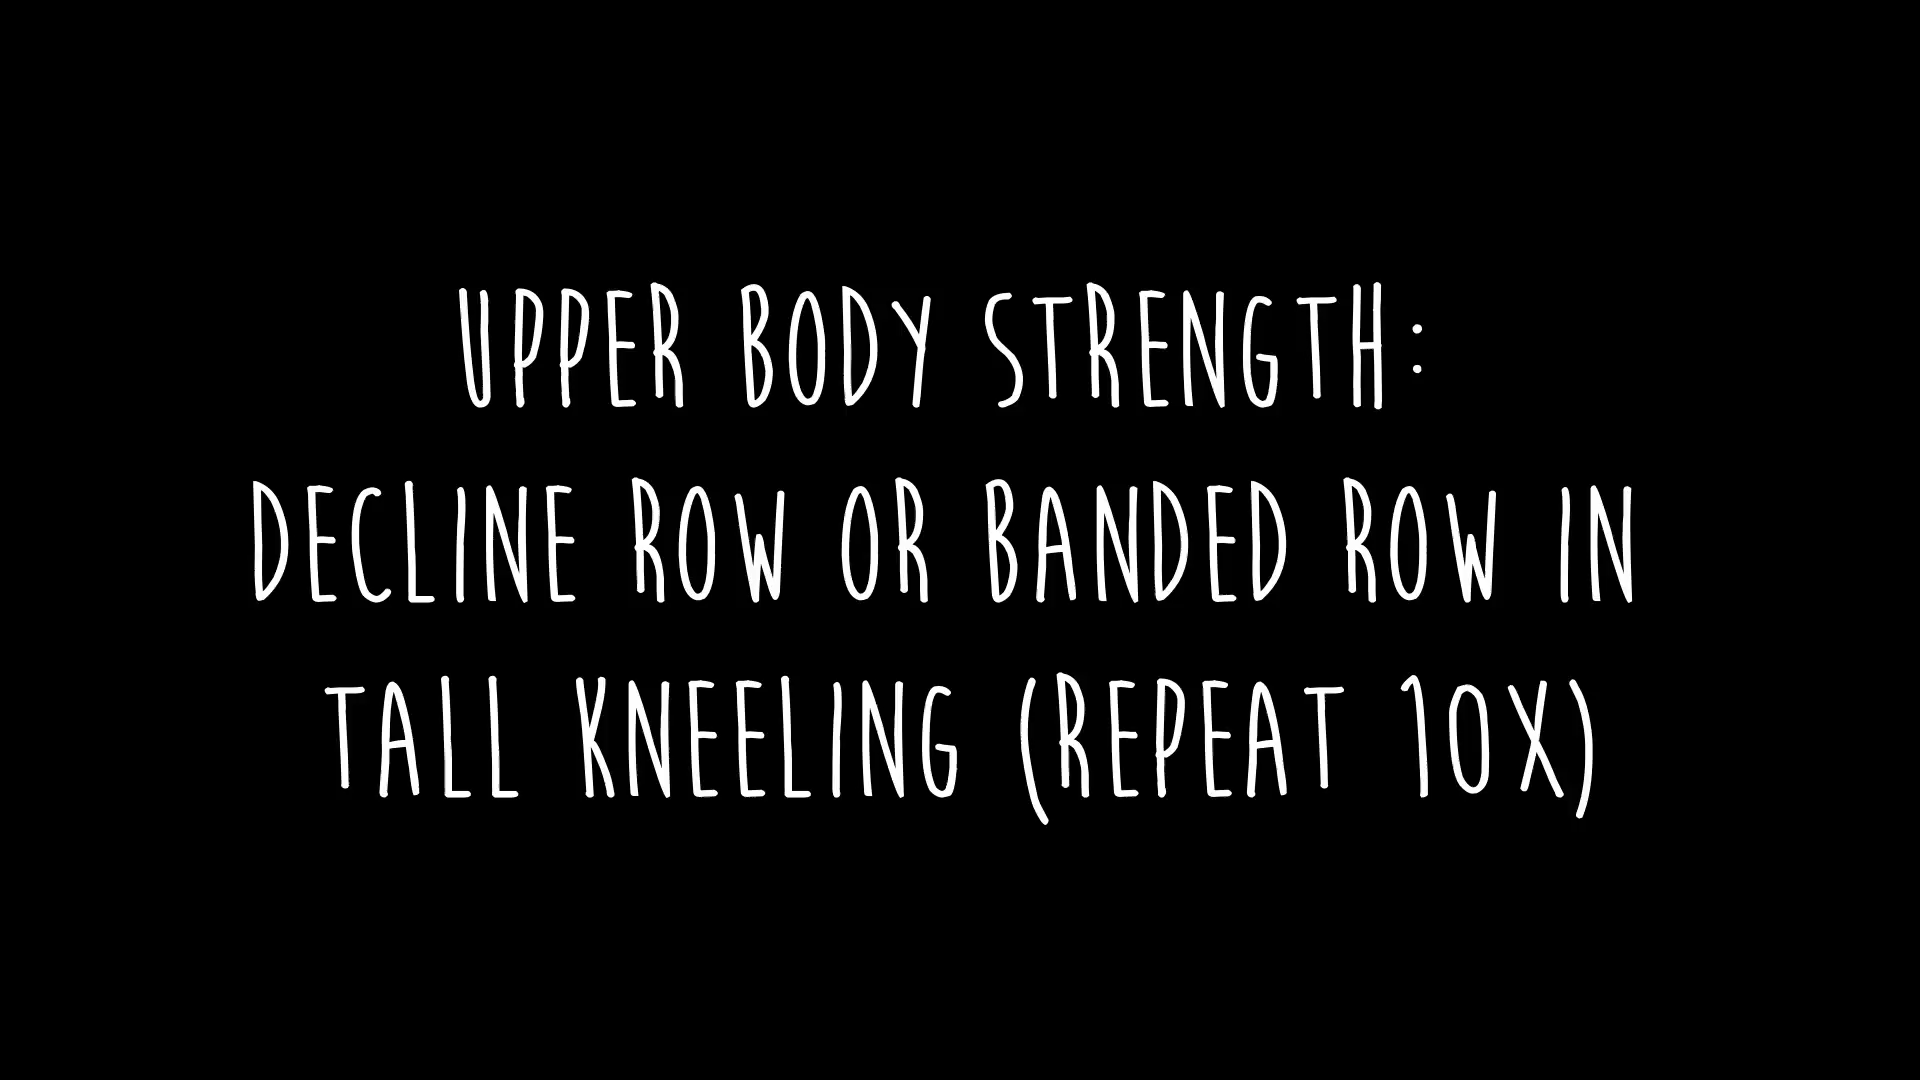 UPPER BODY STRENGTH:
DECLINE ROW OR BANDED ROW IN
TALL KNEELING (REPEAT 10X)